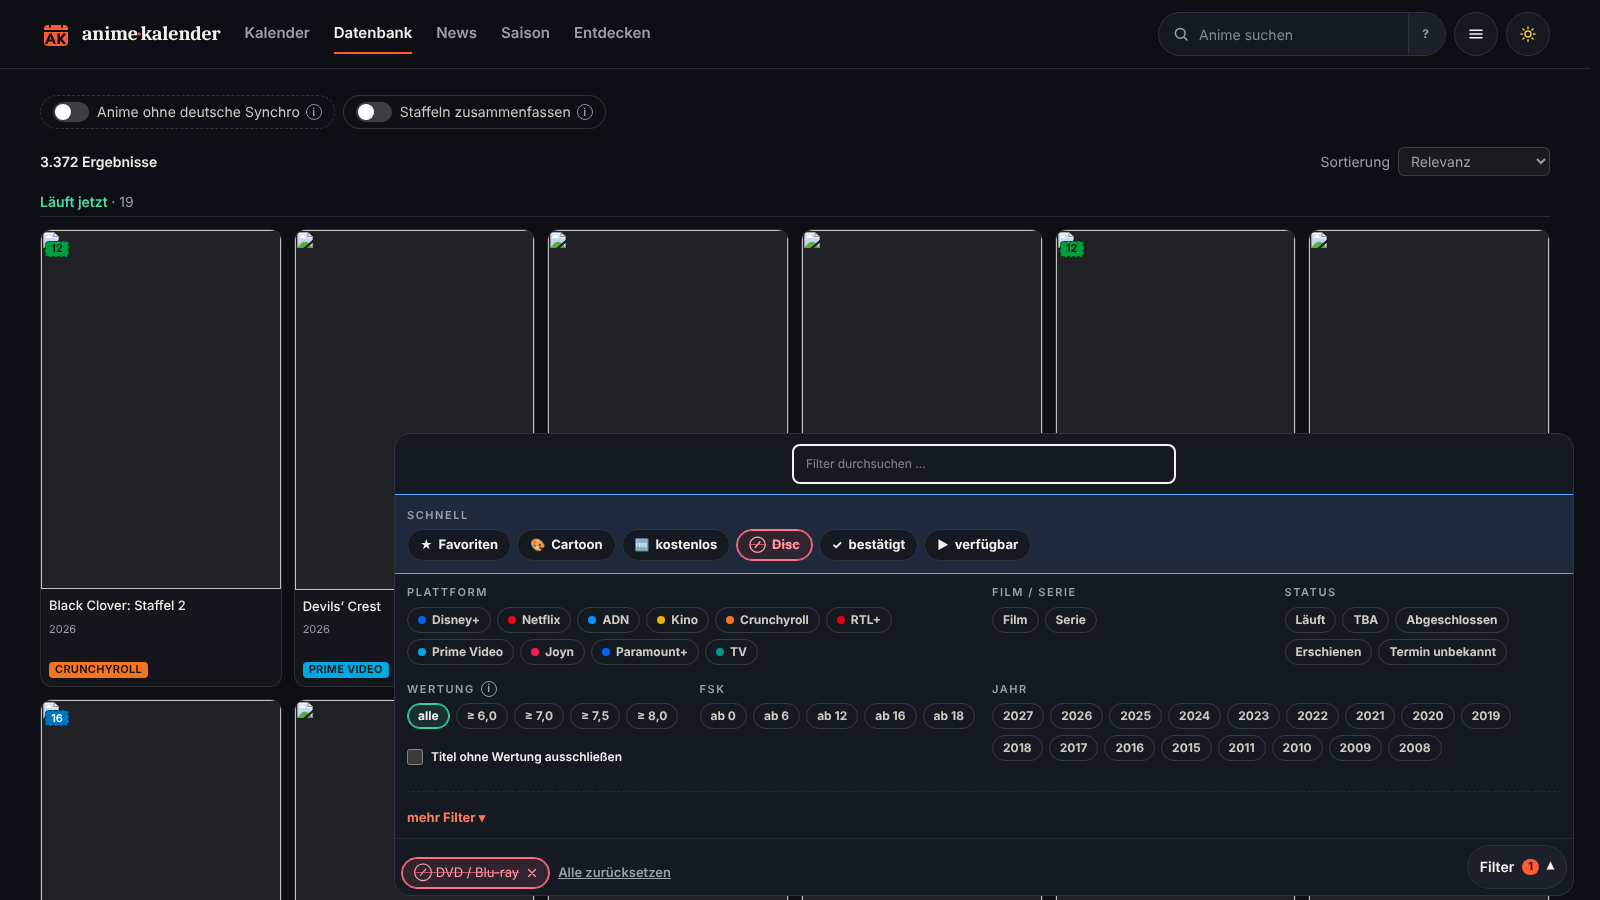 AK anime·kalender Kalender Datenbank News Saison Entdecken Anime suchen ?
Anime ohne deutsche Synchro i Staffeln zusammenfassen i
3.372 Ergebnisse Sortierung Relevanz
Läuft jetzt · 19
12 12
Filter durchsuchen ...
SCHNELL
★ Favoriten Cartoon kostenlos Disc ✓ bestätigt ▶ verfügbar
PLATTFORM FILM / SERIE STATUS
Disney+ Netflix ADN Kino Crunchyroll RTL+ Film Serie Läuft TBA Abgeschlossen
Prime Video Joyn Paramount+ TV Erschienen Termin unbekannt
Black Clover: Staffel 2 Devils’ Crest
2026 2026
CRUNCHYROLL PRIME VIDEO
WERTUNG i FSK JAHR
alle ≥ 6,0 ≥ 7,0 ≥ 7,5 ≥ 8,0 ab 0 ab 6 ab 12 ab 16 ab 18 2027 2026 2025 2024 2023 2022 2021 2020 2019
16
2018 2017 2016 2015 2011 2010 2009 2008
Titel ohne Wertung ausschließen
mehr Filter ▾
DVD / Blu-ray × Alle zurücksetzen Filter 1 ▲